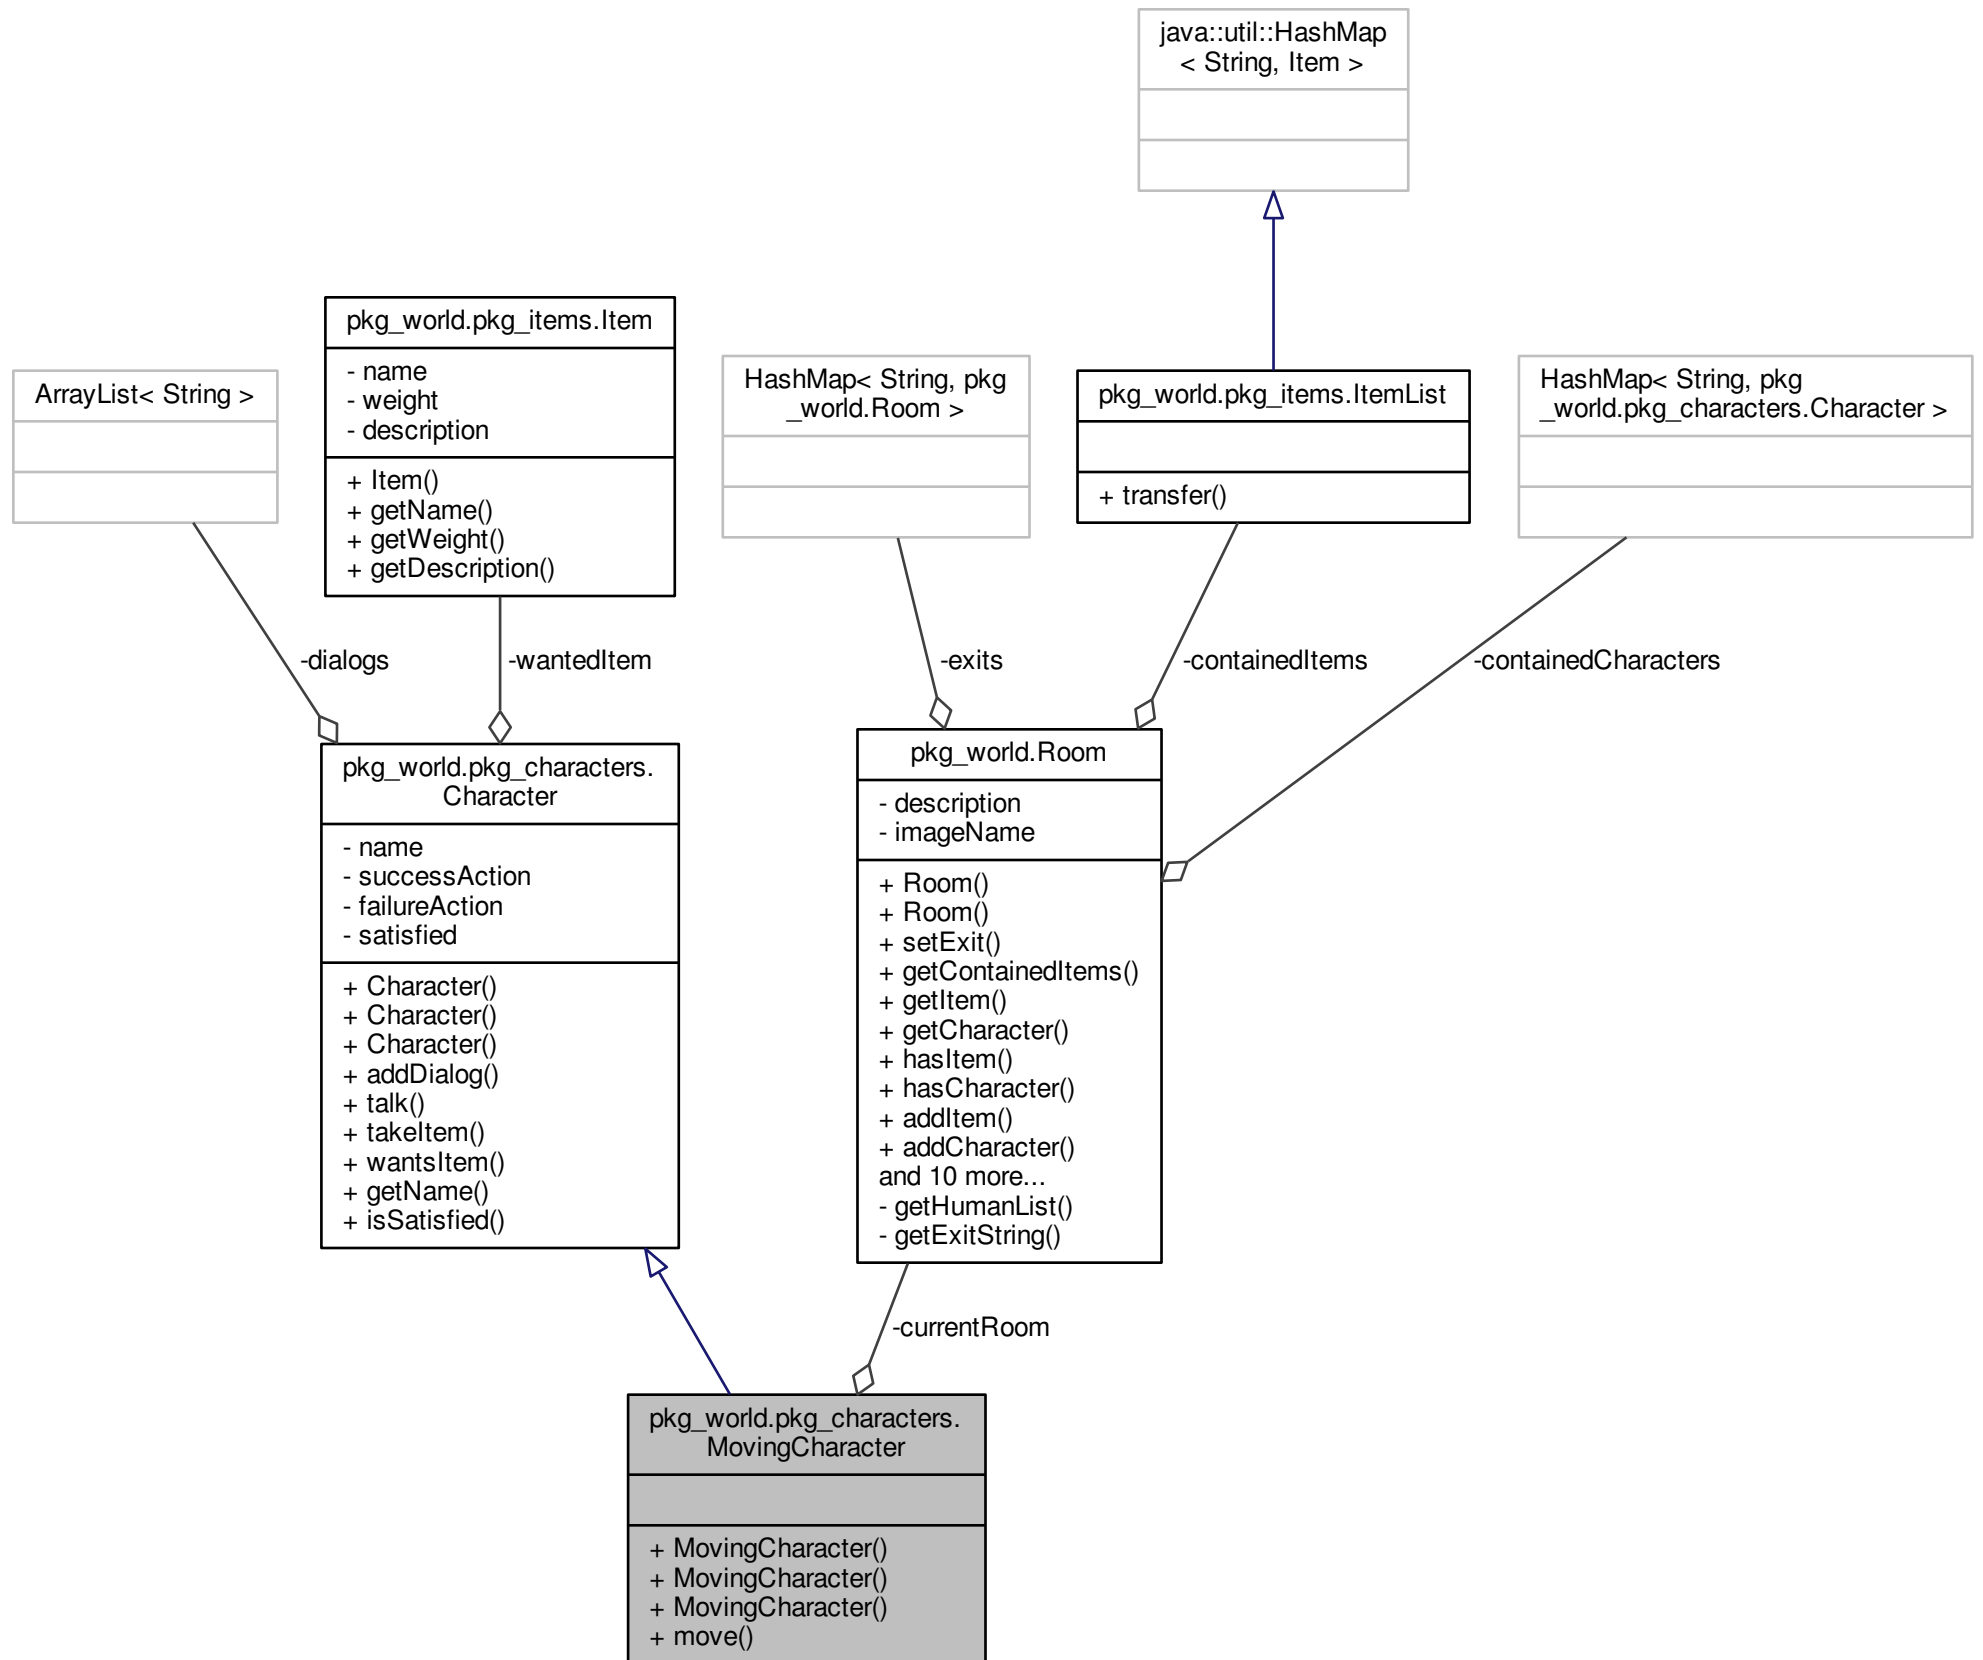 java::util::HashMap
< String, Item >
pkg_world.pkg_items.Item
- name
- weight
- description
+ Item()
+ getName()
+ getWeight()
+ getDescription()
ArrayList< String >
HashMap< String, pkg
_world.Room >
pkg_world.pkg_items.ItemList
+ transfer()
HashMap< String, pkg
_world.pkg_characters.Character >
-dialogs
-wantedItem
-exits
-containedItems
-containedCharacters
pkg_world.pkg_characters.
Character
- name
- successAction
- failureAction
- satisfied
+ Character()
+ Character()
+ Character()
+ addDialog()
+ talk()
+ takeItem()
+ wantsItem()
+ getName()
+ isSatisfied()
pkg_world.Room
- description
- imageName
+ Room()
+ Room()
+ setExit()
+ getContainedItems()
+ getItem()
+ getCharacter()
+ hasItem()
+ hasCharacter()
+ addItem()
+ addCharacter()
and 10 more...
- getHumanList()
- getExitString()
-currentRoom
pkg_world.pkg_characters.
MovingCharacter
+ MovingCharacter()
+ MovingCharacter()
+ MovingCharacter()
+ move()